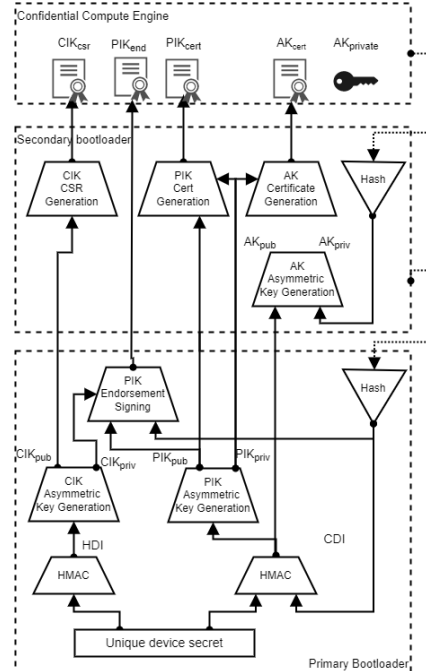 Confidential Compute Engine
CIKcsr
PIKend
PIKcert
AKcert
AKprivate
Secondary bootloader
CIK
CSR
Generation
PIK
Cert
Generation
AK
Certificate
Generation
Hash
AKpub
AKpriv
AK
Asymmetric
Key Generation
PIK
Endorsement
Signing
Hash
CIKpub
CIKpriv
PIKpub
PIKpriv
CIK
Asymmetric
Key Generation
PIK
Asymmetric
Key Generation
HDI
CDI
HMAC
HMAC
Unique device secret
Primary Bootloader